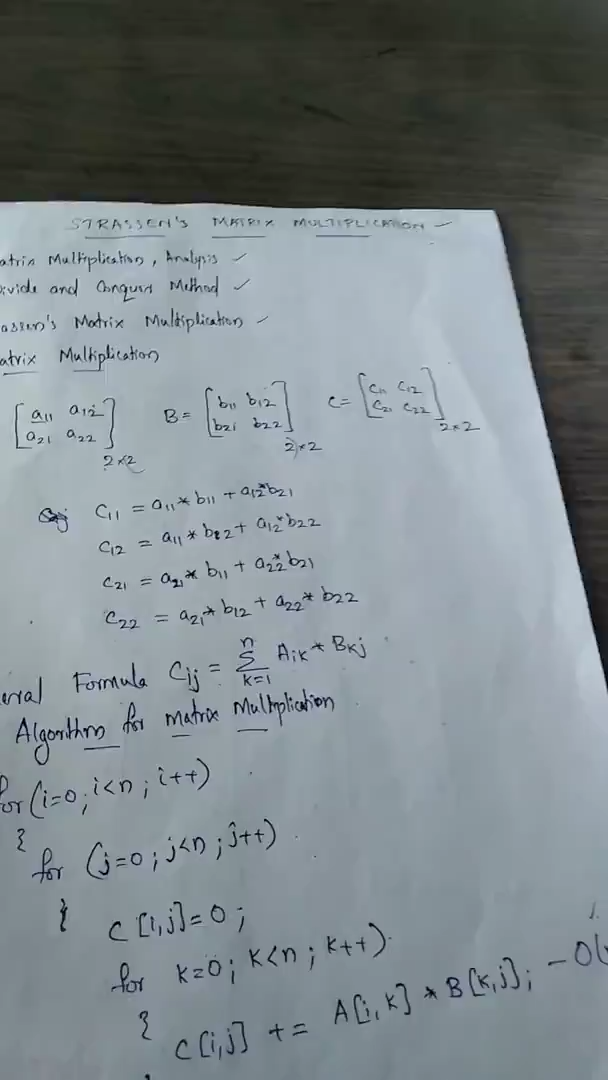 STRASSEN'S MATRIX MULTIPLICATION
atrix Multiplication, Analysis ✓
ivide and Conquer Method ✓
assen's Matrix Multiplication ✓
atrix Multiplication
[a11 a12
a21 a22] 2×2
B = [b11 b12
b21 b22] 2×2
C = [C11 C12
C21 C22] 2×2
C11 = a11 * b11 + a12 * b21
C12 = a11 * b12 + a12 * b22
C21 = a21 * b11 + a22 * b21
C22 = a21 * b12 + a22 * b22
eral Formula Cij = n Σ k=1 Aik * Bkj
Algorithm for matrix Multiplication
for (i=0; i<n; i++)
{
for (j=0; j<n; j++)
{ C[i,j]=0;
for k=0; k<n; k++)
{
C[i,j] += A[i,k] * B[k,j]; - O(